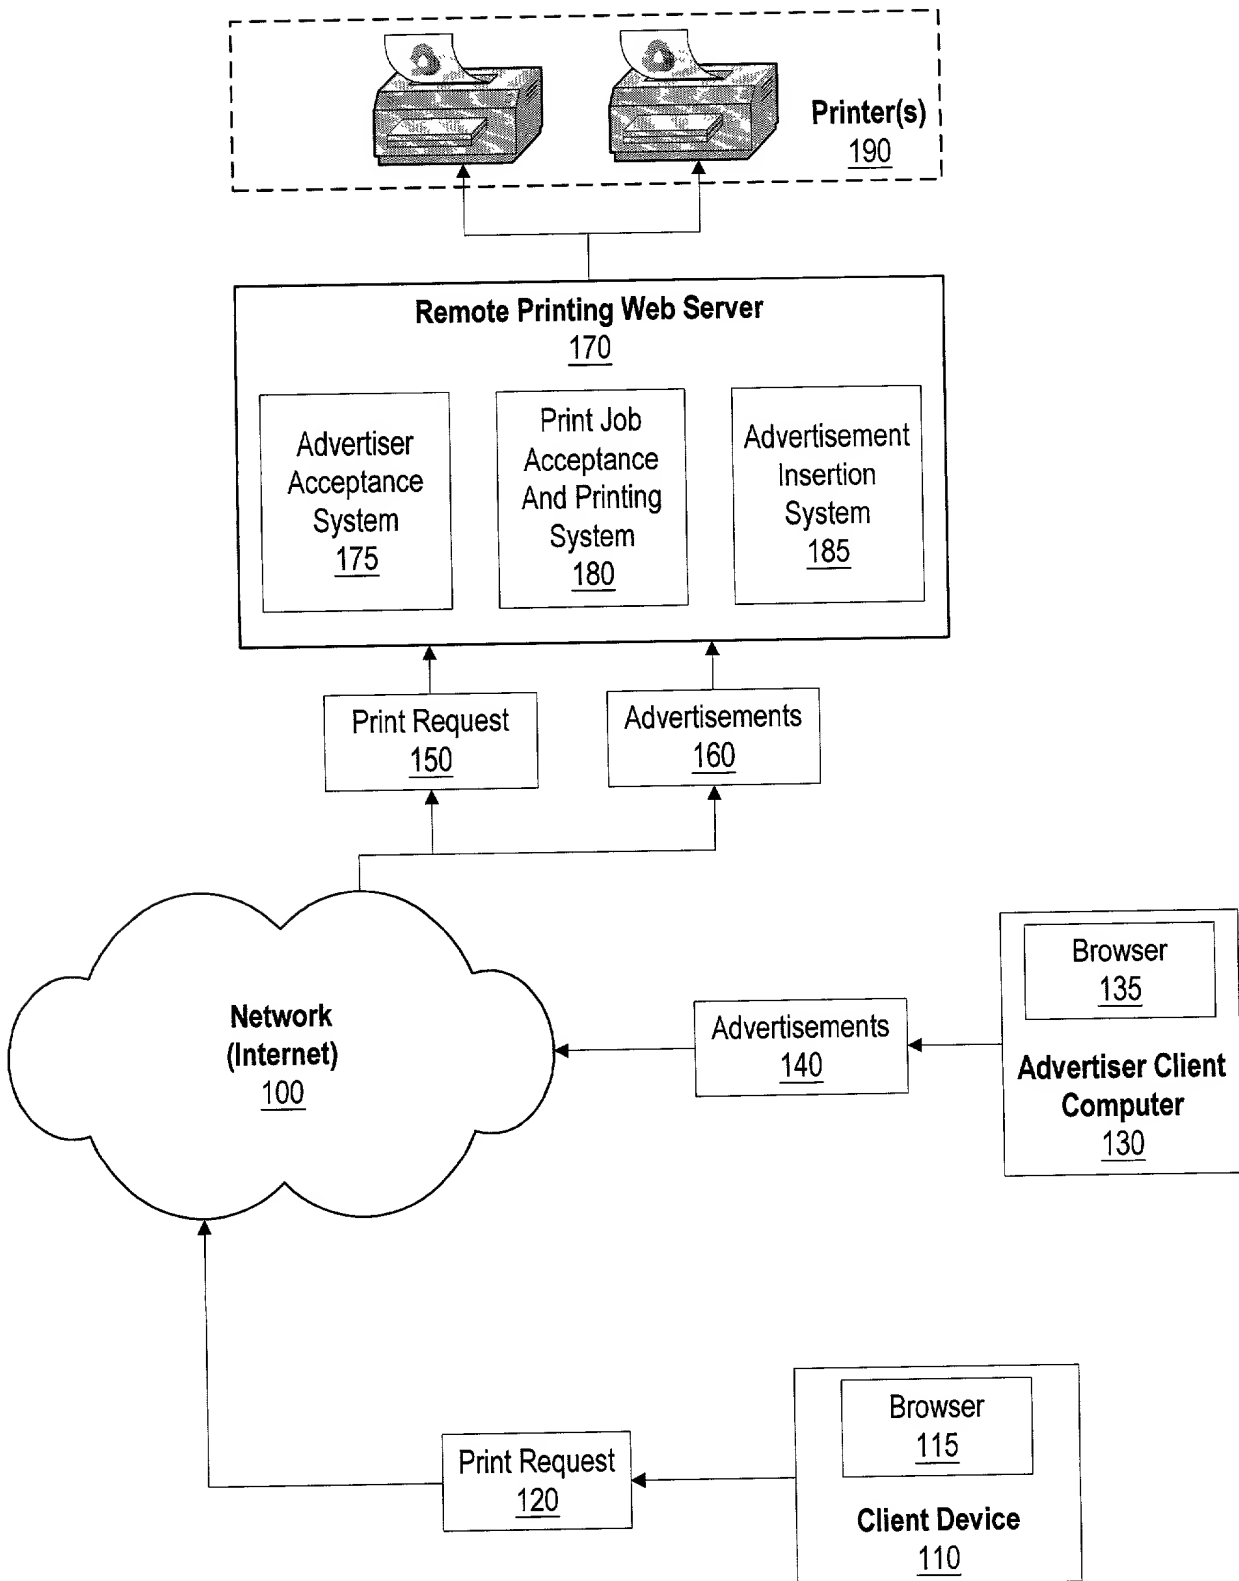 Printer(s)
190
Remote Printing Web Server
170
Advertiser
Acceptance
System
175
Print Job
Acceptance
And Printing
System
180
Advertisement
Insertion
System
185
Print Request
150
Advertisements
160
Network
(Internet)
100
Advertisements
140
Browser
135
Advertiser Client
Computer
130
Print Request
120
Browser
115
Client Device
110